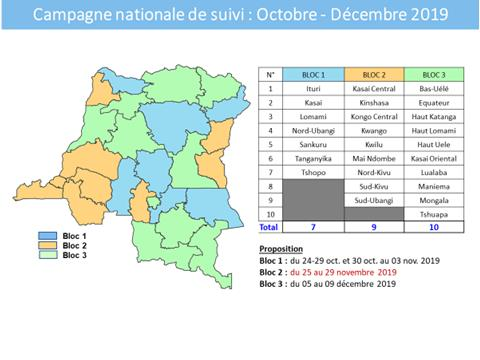 Campagne nationale de suivi : Octobre - Décembre 2019
N° BLOC 1 BLOC 2 BLOC 3
1 Ituri Kasai Central Bas-Uélé
2 Kasai Kinshasa Equateur
3 Lomami Kongo Central Haut Katanga
4 Nord-Ubangi Kwango Haut Lomami
5 Sankuru Kwilu Haut Uele
6 Tanganyika Mai Ndombe Kasai Oriental
7 Tshopo Nord-Kivu Lualaba
8 Sud-Kivu Maniema
9 Sud-Ubangi Mongala
10 Tshuapa
Total 7 9 10
Bloc 1
Bloc 2
Bloc 3
Proposition
Bloc 1 : du 24-29 oct. et 30 oct. au 03 nov. 2019
Bloc 2 : du 25 au 29 novembre 2019
Bloc 3 : du 05 au 09 décembre 2019